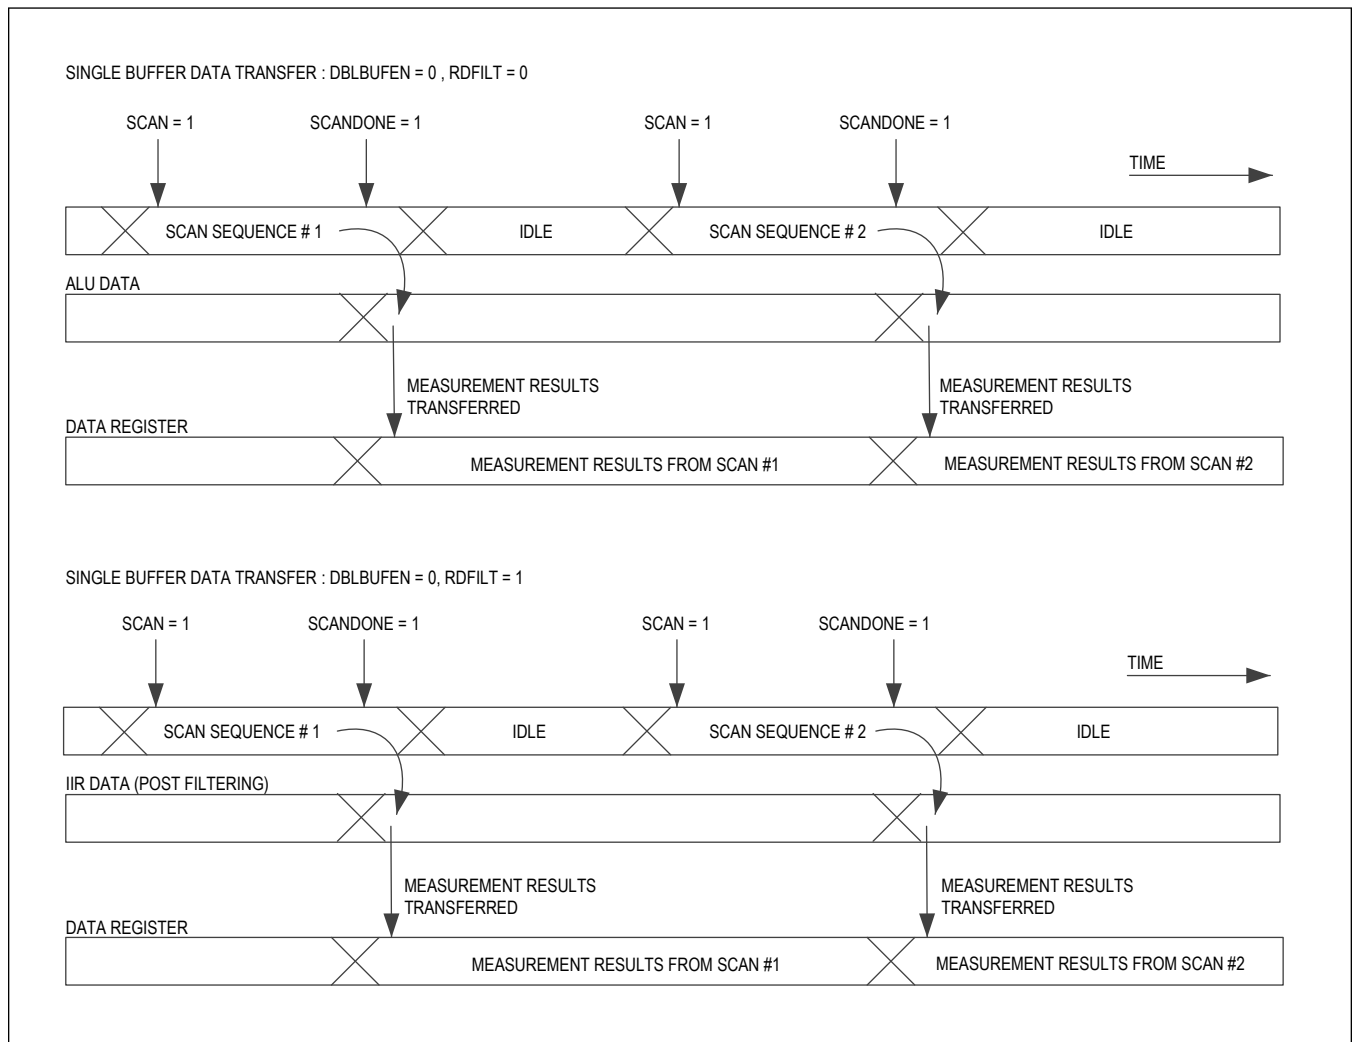 SINGLE BUFFER DATA TRANSFER : DBLBUFEN = 0 , RDFILT = 0
SCAN = 1
SCANDONE = 1
SCAN = 1
SCANDONE = 1
TIME
SCAN SEQUENCE # 1
IDLE
SCAN SEQUENCE # 2
IDLE
ALU DATA
MEASUREMENT RESULTS
TRANSFERRED
MEASUREMENT RESULTS
TRANSFERRED
DATA REGISTER
MEASUREMENT RESULTS FROM SCAN #1
MEASUREMENT RESULTS FROM SCAN #2
SINGLE BUFFER DATA TRANSFER : DBLBUFEN = 0, RDFILT = 1
SCAN = 1
SCANDONE = 1
SCAN = 1
SCANDONE = 1
TIME
SCAN SEQUENCE # 1
IDLE
SCAN SEQUENCE # 2
IDLE
IIR DATA (POST FILTERING)
MEASUREMENT RESULTS
TRANSFERRED
MEASUREMENT RESULTS
TRANSFERRED
DATA REGISTER
MEASUREMENT RESULTS FROM SCAN #1
MEASUREMENT RESULTS FROM SCAN #2